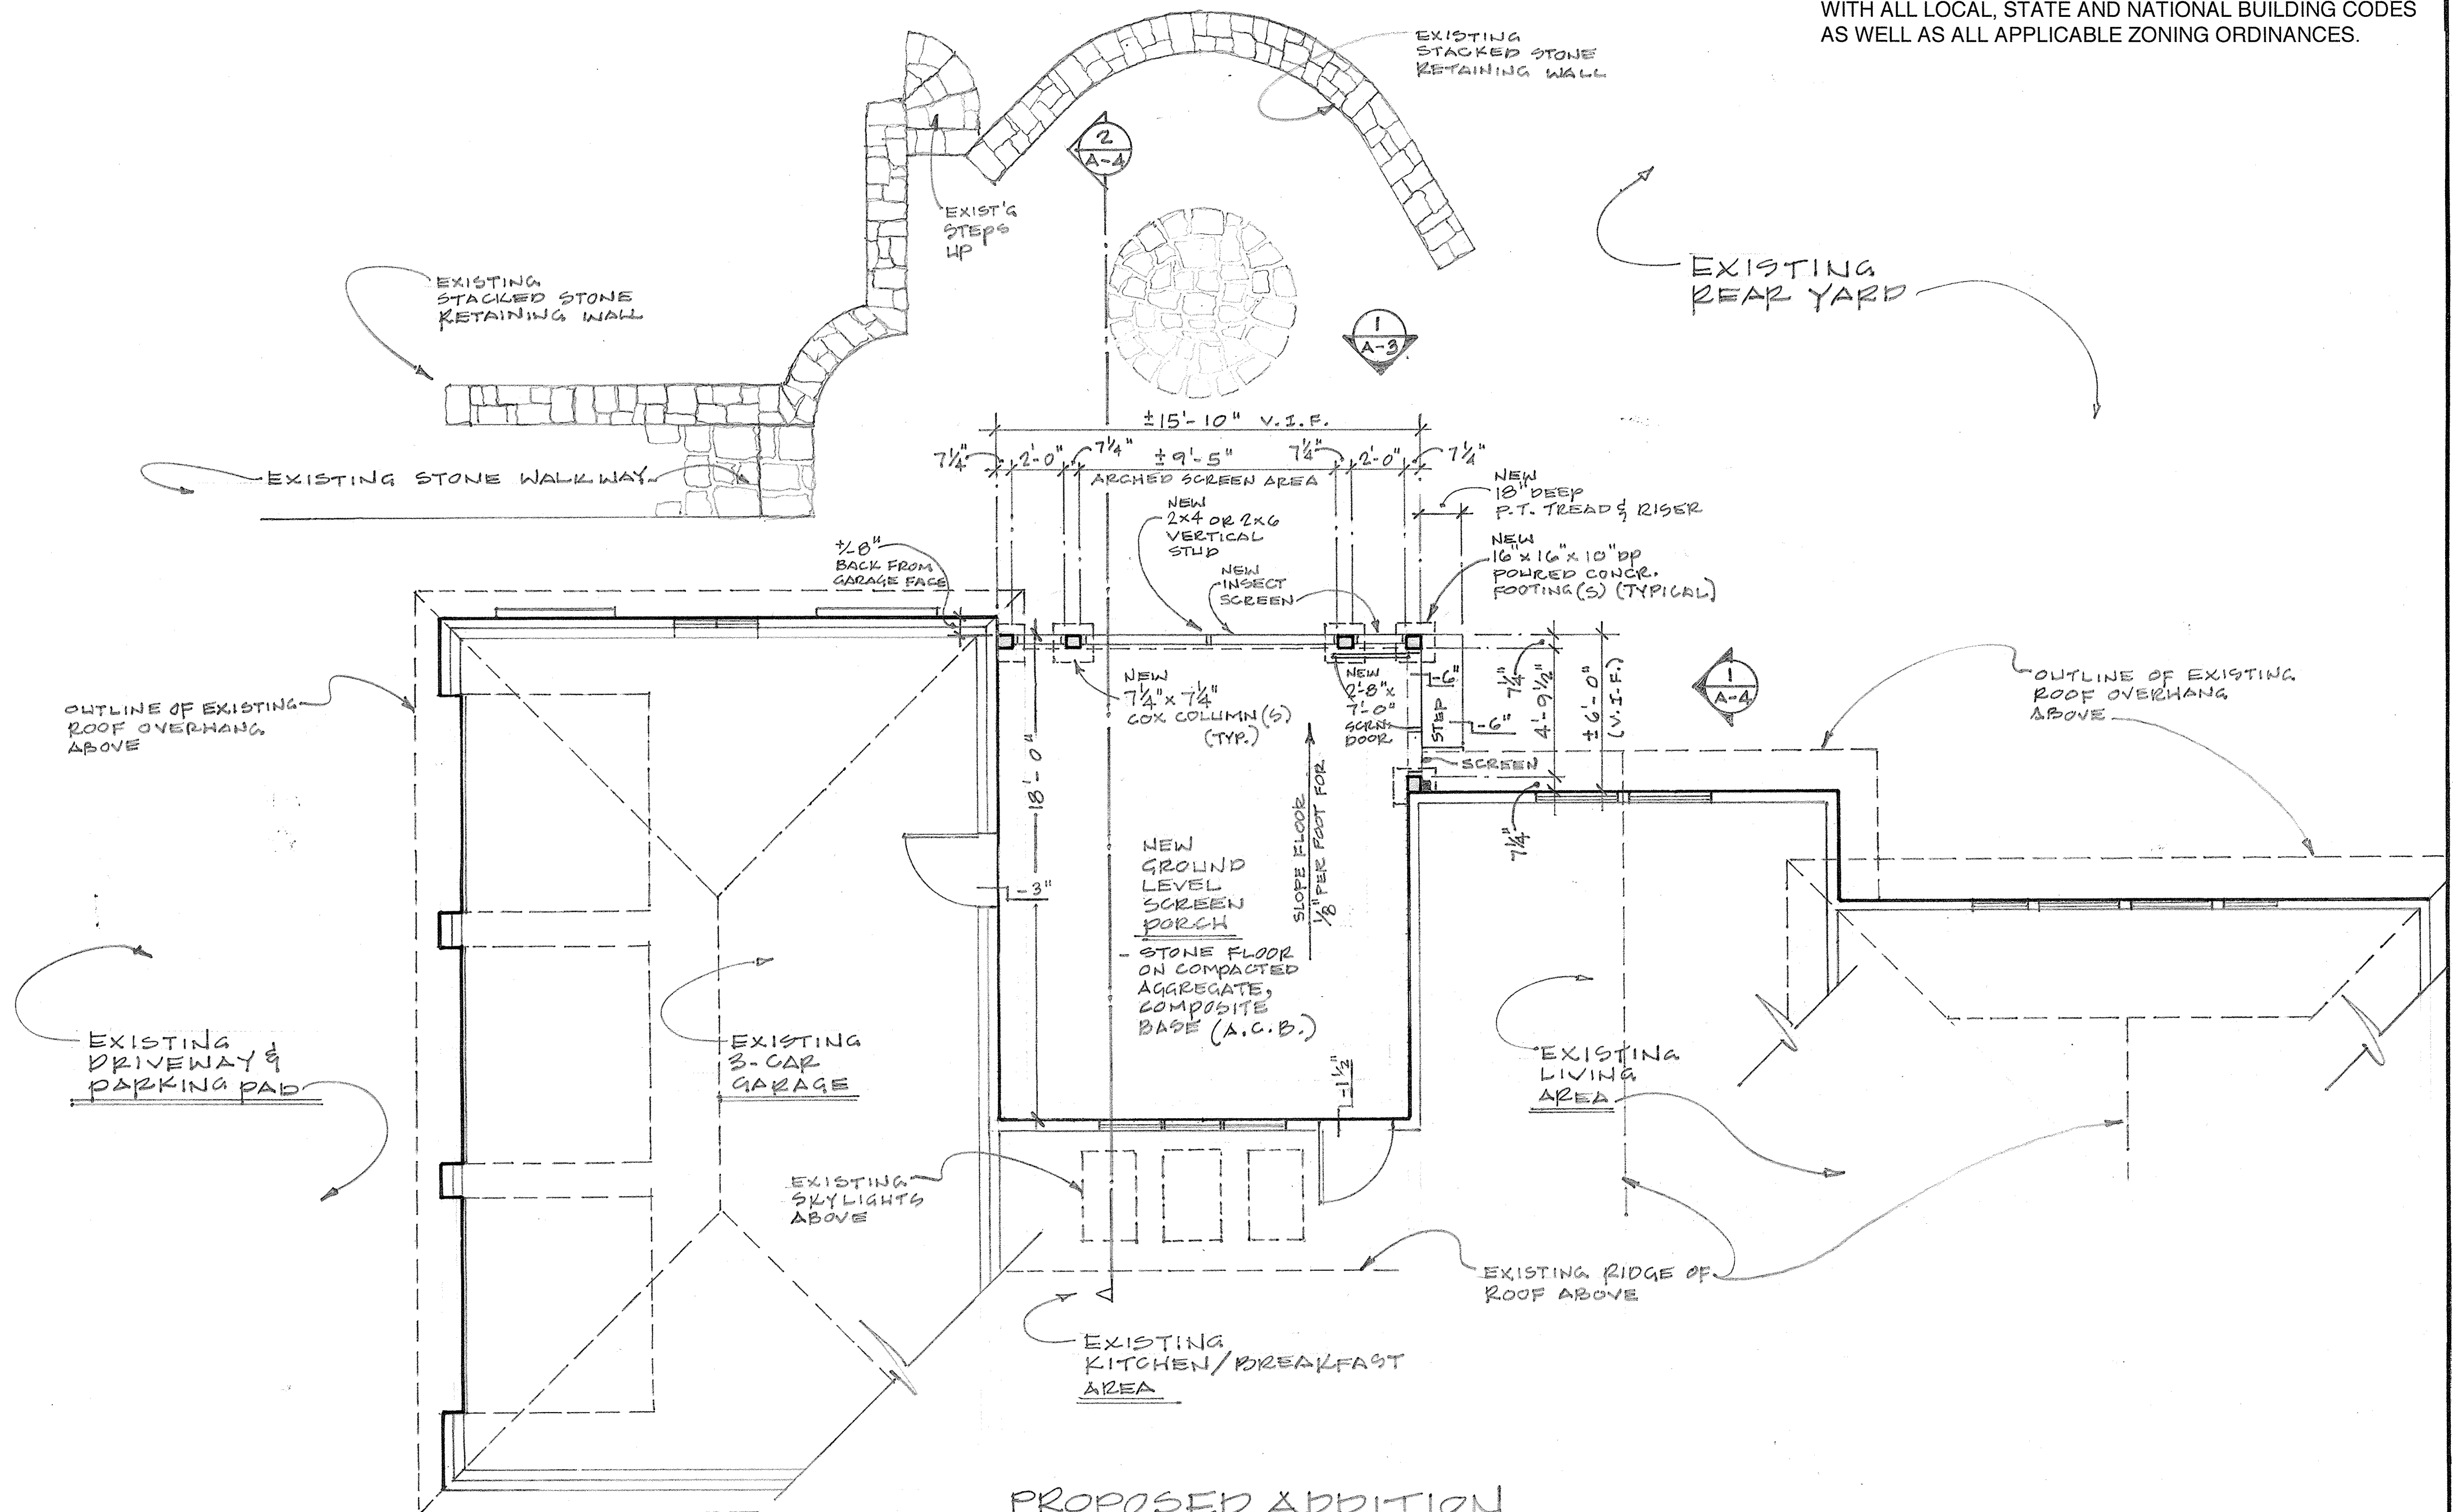 WITH ALL LOCAL, STATE AND NATIONAL BUILDING CODES
AS WELL AS ALL APPLICABLE ZONING ORDINANCES.
EXISTING
STACKED STONE
RETAINING WALL
2
A-4
EXIST'G
STEPS
UP
EXISTING
STACKED STONE
RETAINING WALL
EXISTING
REAR YARD
1
A-3
EXISTING STONE WALKWAY
±15'-10" V.I.F.
7¼"
2'-0"
7¼"
±9'-5"
7¼"
2'-0"
7¼"
ARCHED SCREEN AREA
NEW
18" DEEP
P.T. TREAD & RISER
NEW
2x4 OR 2x6
VERTICAL
STUD
NEW
INSECT
SCREEN
NEW
16"x16"x10" DP
POURED CONCR.
FOOTING(S) (TYPICAL)
+/-8"
BACK FROM
GARAGE FACE
OUTLINE OF EXISTING
ROOF OVERHANG
ABOVE
NEW
7¼"x7¼"
COX COLUMN(S)
(TYP.)
NEW
2'-8"x
7'-0"
SCRN
DOOR
-6"
STEP
-6"
7¼"
4'-9½"
±6'-0"
(V.I.F.)
SCREEN
7¼"
1
A-4
OUTLINE OF EXISTING
ROOF OVERHANG
ABOVE
18'-0"
-3"
SLOPE FLOOR
⅛" PER FOOT FOR
NEW
GROUND
LEVEL
SCREEN
PORCH
- STONE FLOOR
ON COMPACTED
AGGREGATE,
COMPOSITE
BASE (A.C.B.)
-1½"
EXISTING
DRIVEWAY &
PARKING PAD
EXISTING
3-CAR
GARAGE
EXISTING
LIVING
AREA
EXISTING
SKYLIGHTS
ABOVE
EXISTING RIDGE OF
ROOF ABOVE
EXISTING
KITCHEN/BREAKFAST
AREA
PROPOSED ADDITION